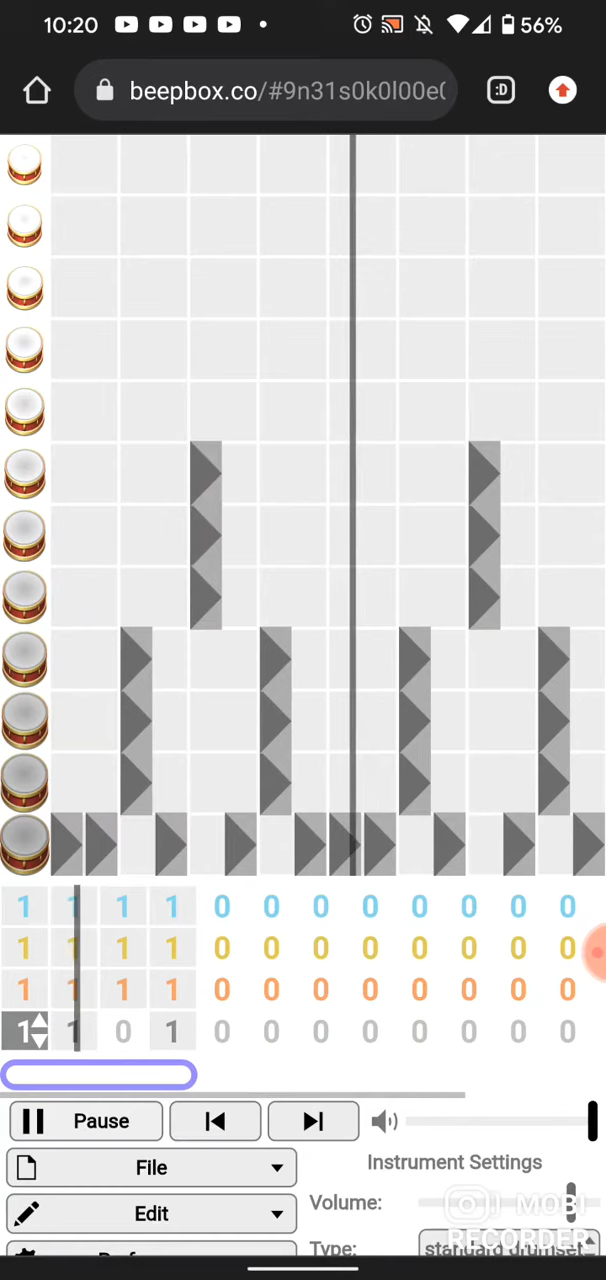 10:20 56%
beepbox.co/#9n31s0k0l00e0 :D
1 1 1 1 0 0 0 0 0 0 0 0
1 1 1 1 0 0 0 0 0 0 0 0
1 1 1 1 0 0 0 0 0 0 0 0
1 1 0 1 0 0 0 0 0 0 0 0
Pause
File
Instrument Settings
Edit
Volume:
MOBI
RECORDER
Type: standard drumset